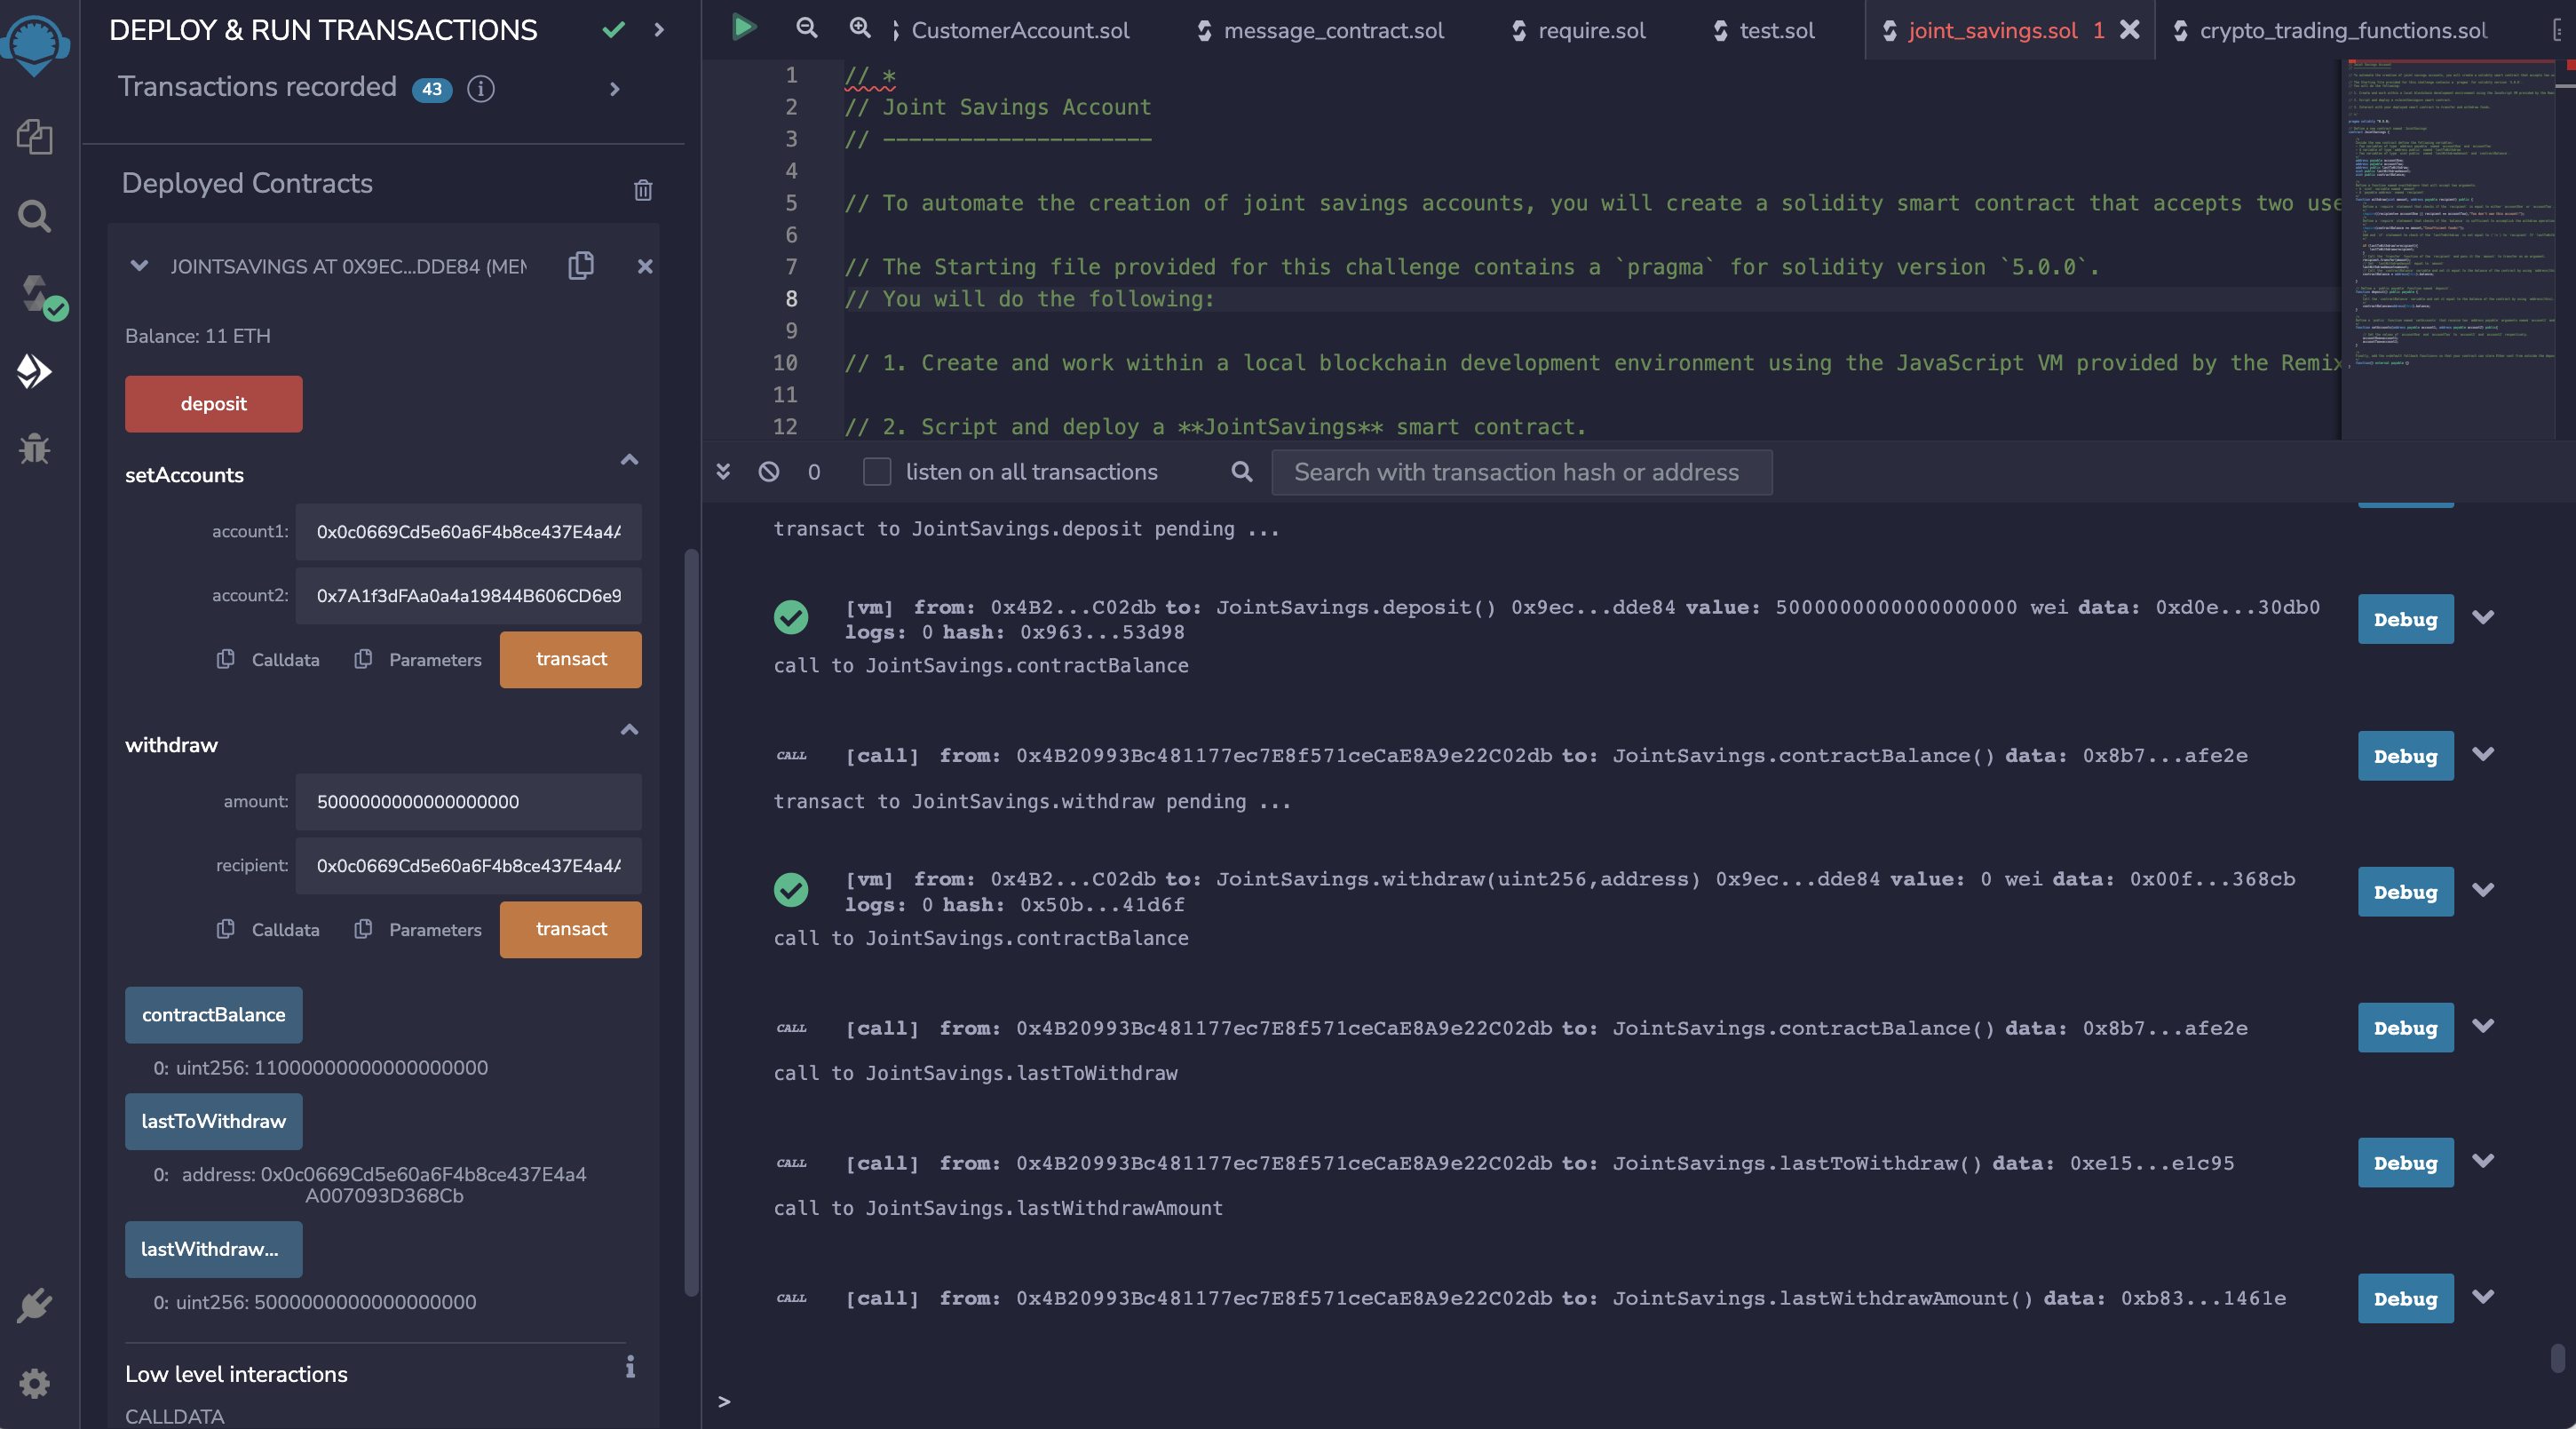 DEPLOY & RUN TRANSACTIONS
Transactions recorded 43
Deployed Contracts
JOINTSAVINGS AT 0X9EC...DDE84 (MEM
Balance: 11 ETH
deposit
setAccounts
account1: 0x0c0669Cd5e60a6F4b8ce437E4a4A
account2: 0x7A1f3dFAa0a4a19844B606CD6e9
Calldata Parameters transact
withdraw
amount: 5000000000000000000
recipient: 0x0c0669Cd5e60a6F4b8ce437E4a4A
Calldata Parameters transact
contractBalance
0: uint256: 11000000000000000000
lastToWithdraw
0: address: 0x0c0669Cd5e60a6F4b8ce437E4a4
A007093D368Cb
lastWithdraw...
0: uint256: 5000000000000000000
Low level interactions
CALLDATA
CustomerAccount.sol message_contract.sol require.sol test.sol joint_savings.sol 1 crypto_trading_functions.sol
1 // *
2 // Joint Savings Account
3 // ---------------------
4
5 // To automate the creation of joint savings accounts, you will create a solidity smart contract that accepts two use
6
7 // The Starting file provided for this challenge contains a `pragma` for solidity version `5.0.0`.
8 // You will do the following:
9
10 // 1. Create and work within a local blockchain development environment using the JavaScript VM provided by the Remix
11
12 // 2. Script and deploy a **JointSavings** smart contract.
0 listen on all transactions Search with transaction hash or address
transact to JointSavings.deposit pending ...
[vm] from: 0x4B2...C02db to: JointSavings.deposit() 0x9ec...dde84 value: 5000000000000000000 wei data: 0xd0e...30db0
logs: 0 hash: 0x963...53d98
Debug
call to JointSavings.contractBalance
CALL [call] from: 0x4B20993Bc481177ec7E8f571ceCaE8A9e22C02db to: JointSavings.contractBalance() data: 0x8b7...afe2e Debug
transact to JointSavings.withdraw pending ...
[vm] from: 0x4B2...C02db to: JointSavings.withdraw(uint256,address) 0x9ec...dde84 value: 0 wei data: 0x00f...368cb
logs: 0 hash: 0x50b...41d6f
Debug
call to JointSavings.contractBalance
CALL [call] from: 0x4B20993Bc481177ec7E8f571ceCaE8A9e22C02db to: JointSavings.contractBalance() data: 0x8b7...afe2e Debug
call to JointSavings.lastToWithdraw
CALL [call] from: 0x4B20993Bc481177ec7E8f571ceCaE8A9e22C02db to: JointSavings.lastToWithdraw() data: 0xe15...e1c95 Debug
call to JointSavings.lastWithdrawAmount
CALL [call] from: 0x4B20993Bc481177ec7E8f571ceCaE8A9e22C02db to: JointSavings.lastWithdrawAmount() data: 0xb83...1461e Debug
>